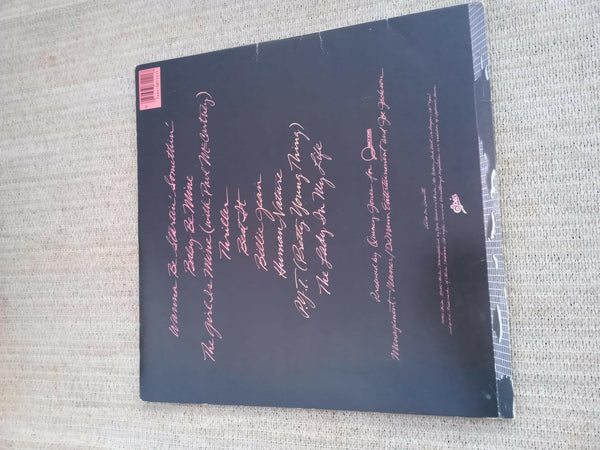 Wanna Be Startin' Somethin'
Baby Be Mine
The Girl Is Mine (with Paul McCartney)
Thriller
Beat It
Billie Jean
Human Nature
P.Y.T. (Pretty Young Thing)
The Lady In My Life
Produced by Quincy Jones for Qwest
Management: Weisner/DeMann Entertainment and Joe Jackson
Epic